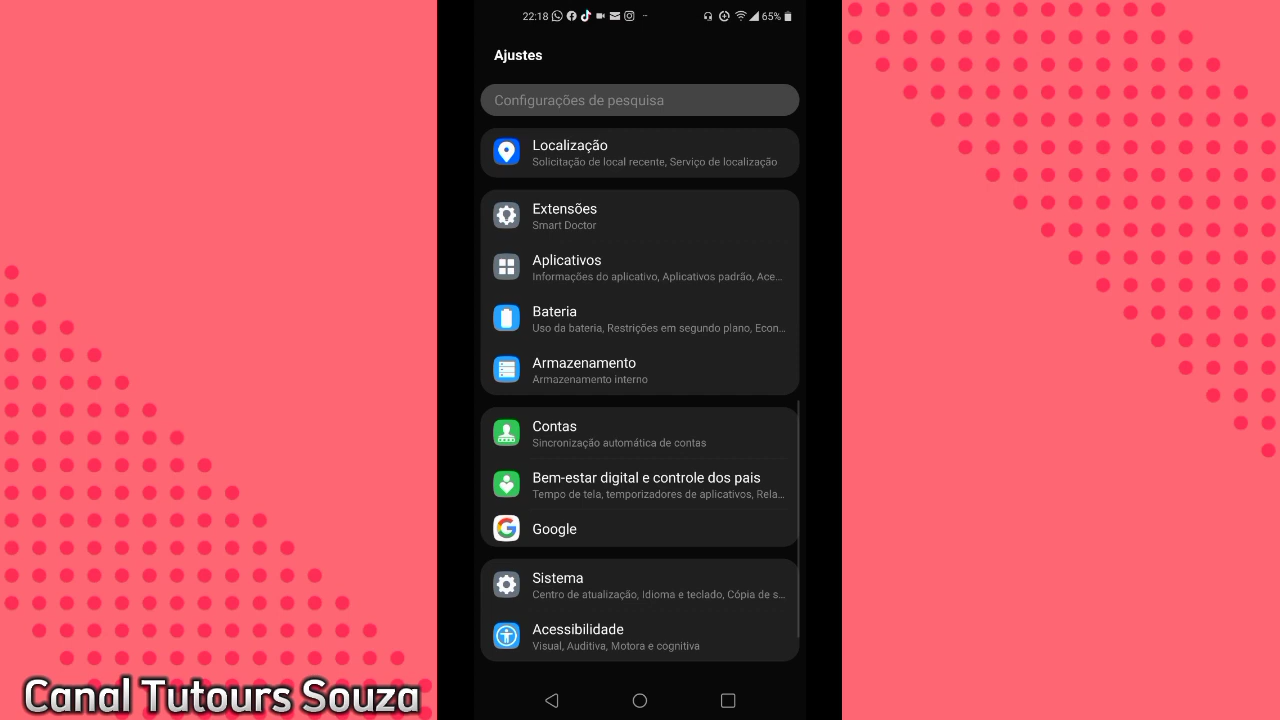 22:18
65%
Ajustes
Configurações de pesquisa
Localização
Solicitação de local recente, Serviço de localização
Extensões
Smart Doctor
Aplicativos
Informações do aplicativo, Aplicativos padrão, Ace...
Bateria
Uso da bateria, Restrições em segundo plano, Econ...
Armazenamento
Armazenamento interno
Contas
Sincronização automática de contas
Bem-estar digital e controle dos pais
Tempo de tela, temporizadores de aplicativos, Rela...
Google
Sistema
Centro de atualização, Idioma e teclado, Cópia de s...
Acessibilidade
Visual, Auditiva, Motora e cognitiva
Canal Tutours Souza